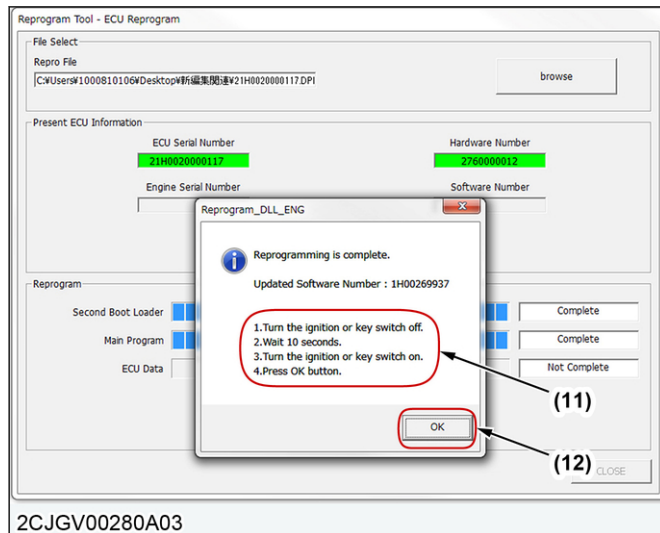 Reprogram Tool - ECU Reprogram
File Select
Repro File
C:¥Users¥1000810106¥Desktop¥新編集関連¥21H0020000117.DPI
browse
Present ECU Information
ECU Serial Number
Hardware Number
21H0020000117
2760000012
Engine Serial Number
Software Number
Reprogram_DLL_ENG
Reprogramming is complete.
Updated Software Number : 1H00269937
1.Turn the ignition or key switch off.
2.Wait 10 seconds.
3.Turn the ignition or key switch on.
4.Press OK button.
OK
Reprogram
Second Boot Loader
Complete
Main Program
Complete
ECU Data
Not Complete
(11)
(12)
CLOSE
2CJGV00280A03